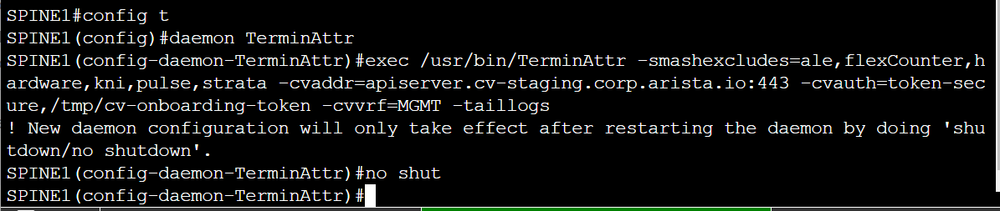 SPINE1#config t
SPINE1(config)#daemon TerminAttr
SPINE1(config-daemon-TerminAttr)#exec /usr/bin/TerminAttr -smashexcludes=ale,flexCounter,h
ardware,kni,pulse,strata -cvaddr=apiserver.cv-staging.corp.arista.io:443 -cvauth=token-sec
ure,/tmp/cv-onboarding-token -cvvrf=MGMT -taillogs
! New daemon configuration will only take effect after restarting the daemon by doing 'shu
tdown/no shutdown'.
SPINE1(config-daemon-TerminAttr)#no shut
SPINE1(config-daemon-TerminAttr)#